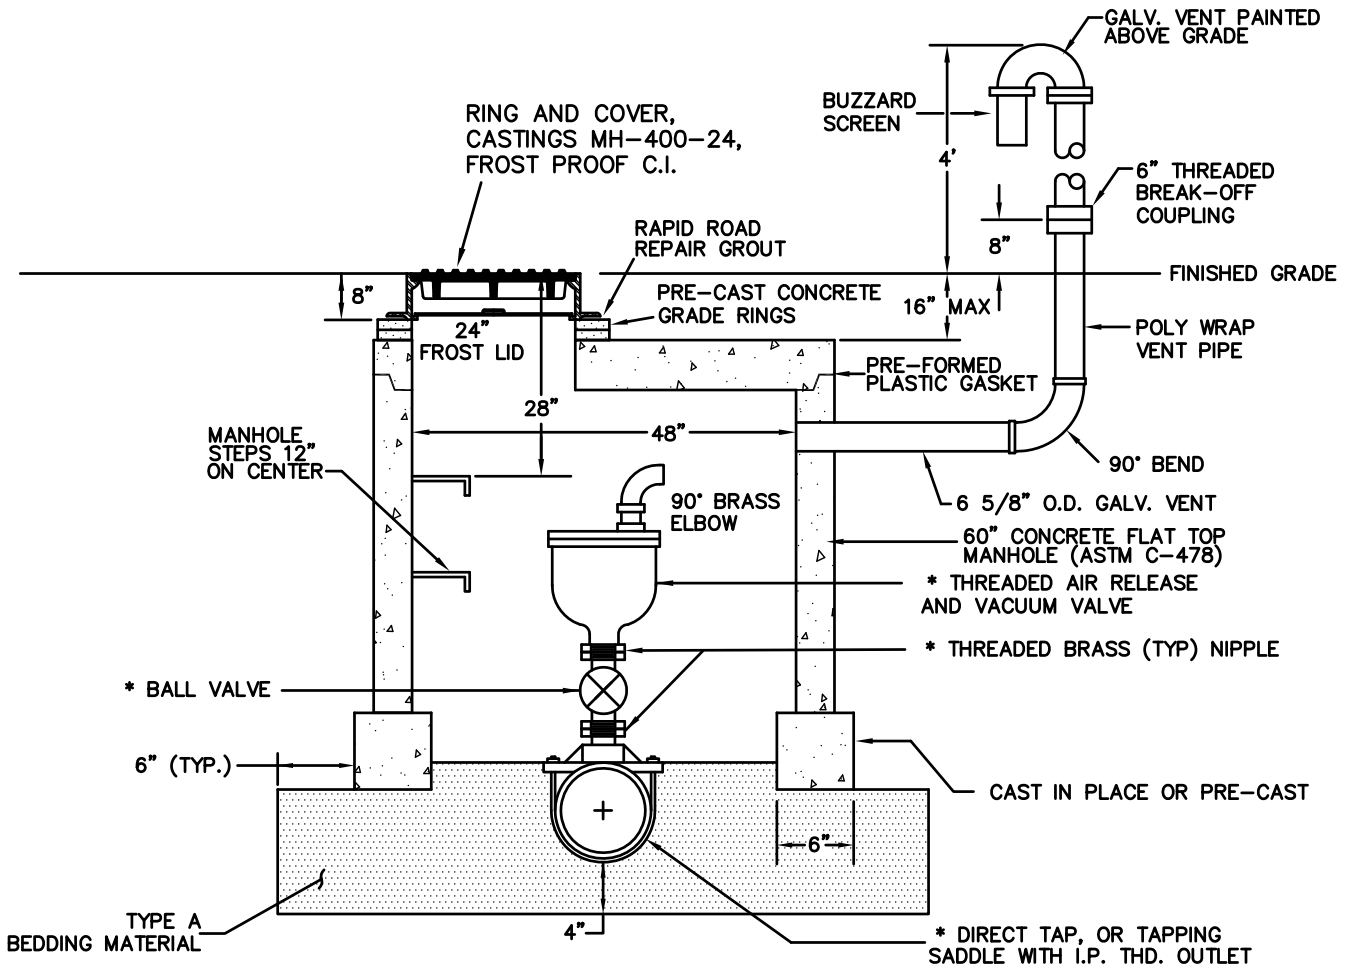 GALV. VENT PAINTED
ABOVE GRADE
BUZZARD
SCREEN
RING AND COVER,
CASTINGS MH-400-24,
FROST PROOF C.I.
4'
6" THREADED
BREAK-OFF
COUPLING
RAPID ROAD
REPAIR GROUT
8"
FINISHED GRADE
8"
PRE-CAST CONCRETE
GRADE RINGS
16" MAX
24"
FROST LID
POLY WRAP
VENT PIPE
PRE-FORMED
PLASTIC GASKET
28"
48"
MANHOLE
STEPS 12"
ON CENTER
90° BEND
90° BRASS
ELBOW
6 5/8" O.D. GALV. VENT
60" CONCRETE FLAT TOP
MANHOLE (ASTM C-478)
* THREADED AIR RELEASE
AND VACUUM VALVE
* THREADED BRASS (TYP) NIPPLE
* BALL VALVE
6" (TYP.)
CAST IN PLACE OR PRE-CAST
6"
TYPE A
BEDDING MATERIAL
4"
* DIRECT TAP, OR TAPPING
SADDLE WITH I.P. THD. OUTLET